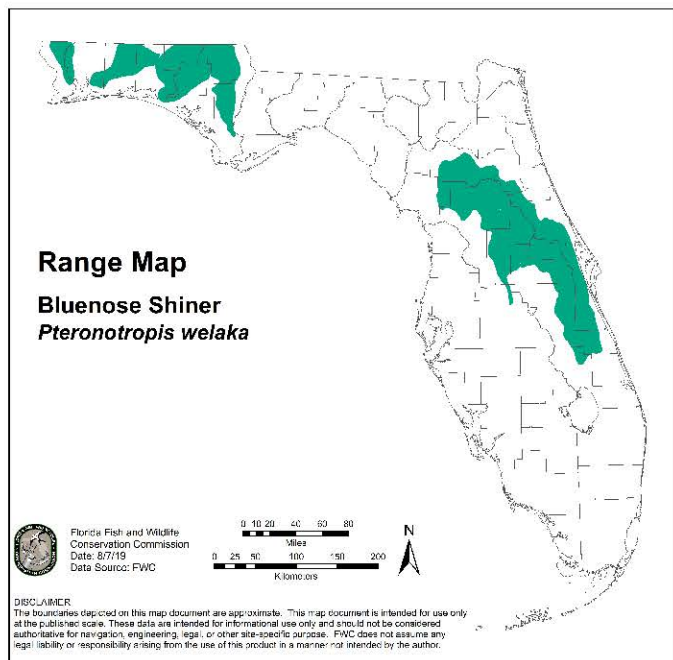 Range Map
Bluenose Shiner
Pteronotropis welaka
Florida Fish and Wildlife
Conservation Commission
Date: 8/7/19
Data Source: FWC
0 10 20 40 60 80
Miles
0 25 50 100 150 200
Kilometers
N
DISCLAIMER
The boundaries depicted on this map document are approximate. This map document is intended for use only
at the published scale. These data are intended for informational use only and should not be considered
authoritative for navigation, engineering, legal, or other site-specific purpose. FWC does not assume any
legal liability or responsibility arising from the use of this product in a manner not intended by the author.